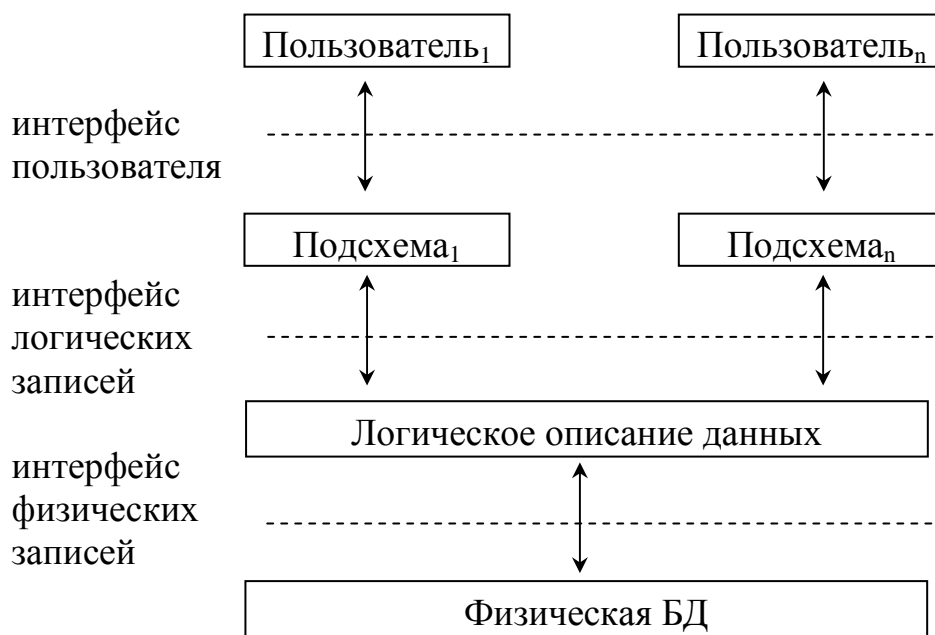 Пользователь₁ Пользовательₙ
интерфейс
пользователя
Подсхема₁ Подсхемаₙ
интерфейс
логических
записей
Логическое описание данных
интерфейс
физических
записей
Физическая БД